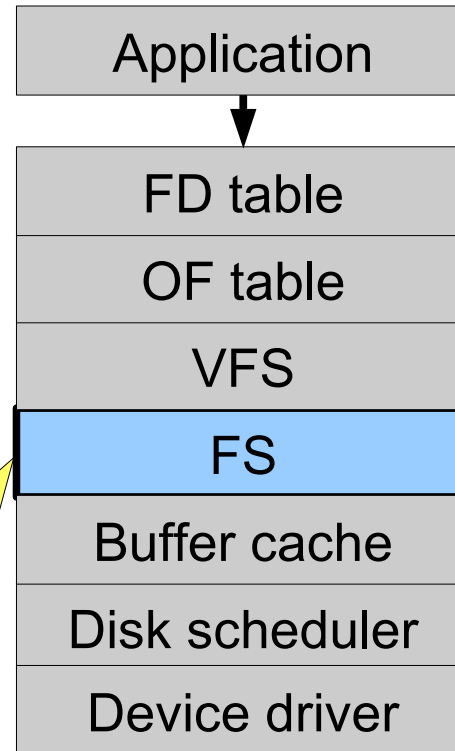 Application
FD table
OF table
VFS
FS
Buffer cache
Disk scheduler
Device driver